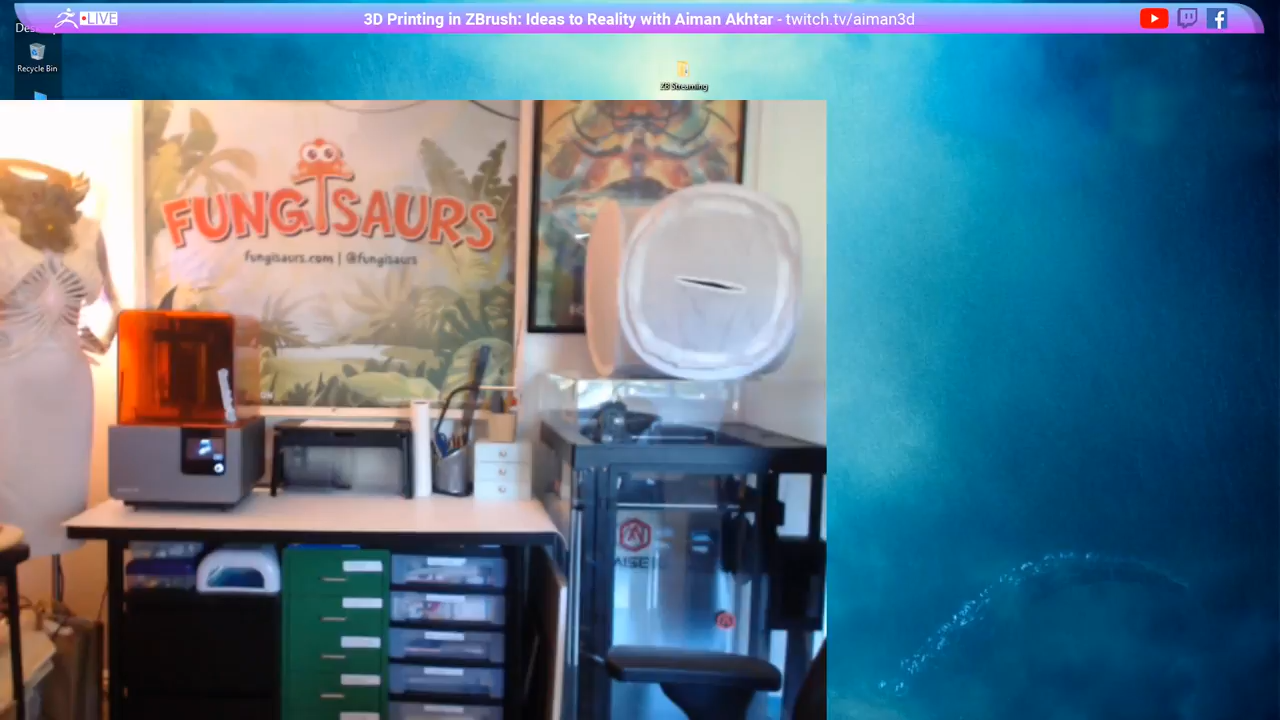 LIVE
3D Printing in ZBrush: Ideas to Reality with Aiman Akhtar - twitch.tv/aiman3d
Recycle Bin
ZB Streaming
FUNGISAURS
fungisaurs.com | @fungisaurs